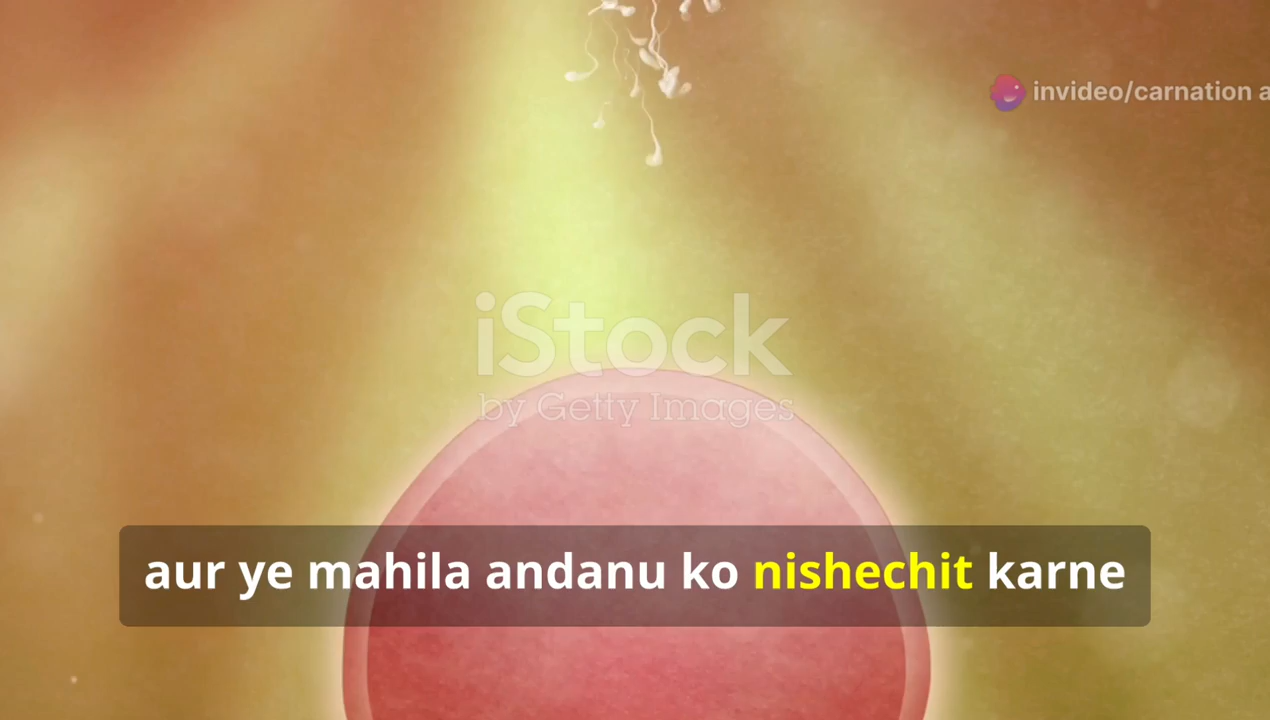 invideo/carnation a
iStock
by Getty Images
aur ye mahila andanu ko nishechit karne